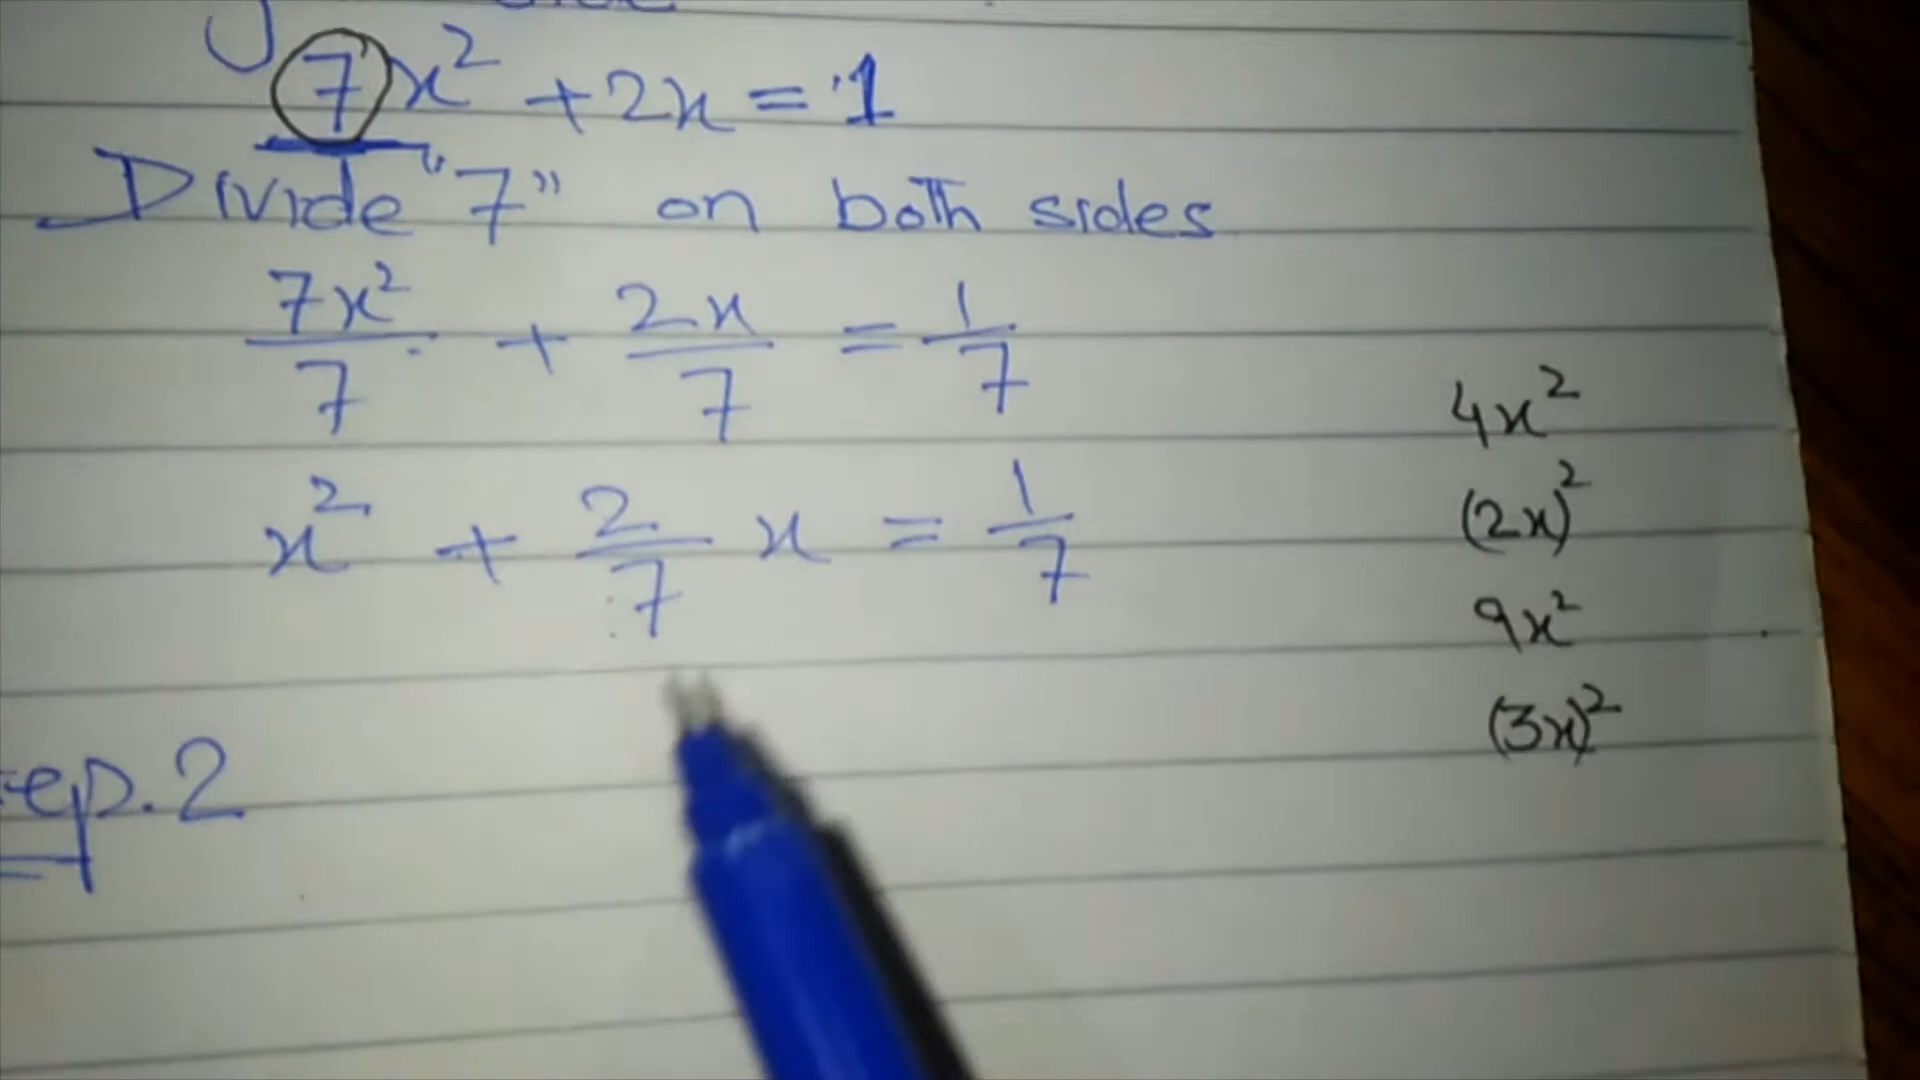 7x² + 2x = 1
Divide "7" on both sides
7x²/7 + 2x/7 = 1/7
x² + 2/7 x = 1/7
4x²
(2x)²
9x²
(3x)²
ep.2